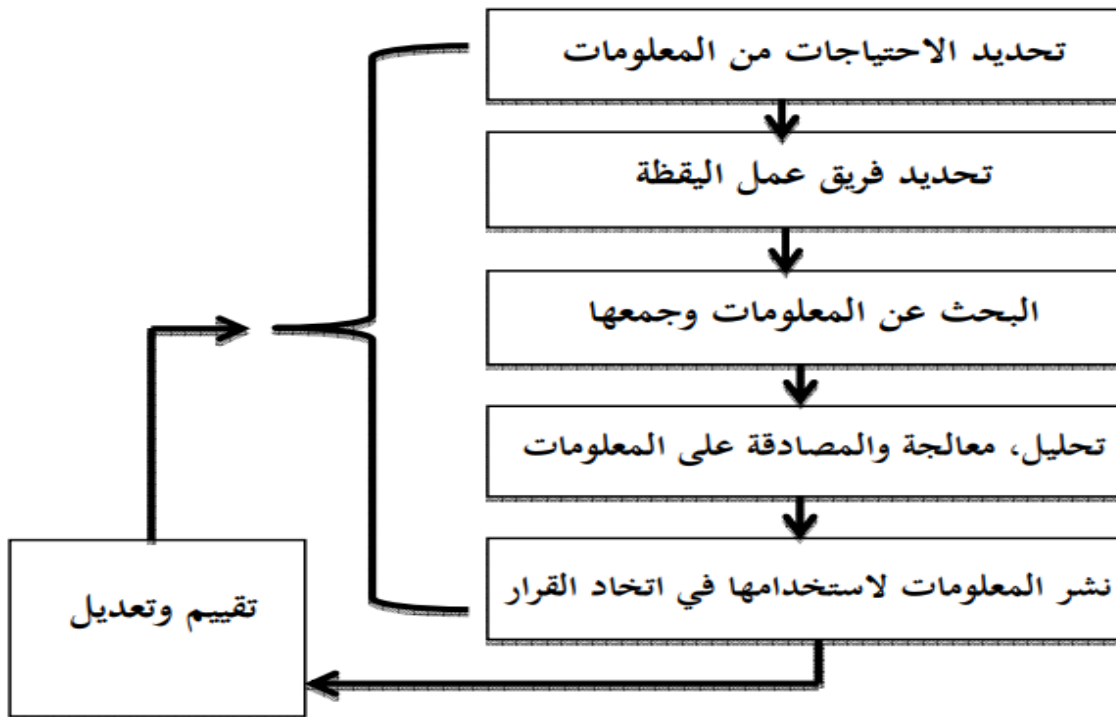 تحديد الاحتياجات من المعلومات
تحديد فريق عمل اليقظة
البحث عن المعلومات وجمعها
تحليل، معالجة والمصادقة على المعلومات
نشر المعلومات لاستخدامها في اتخاد القرار
تقييم وتعديل